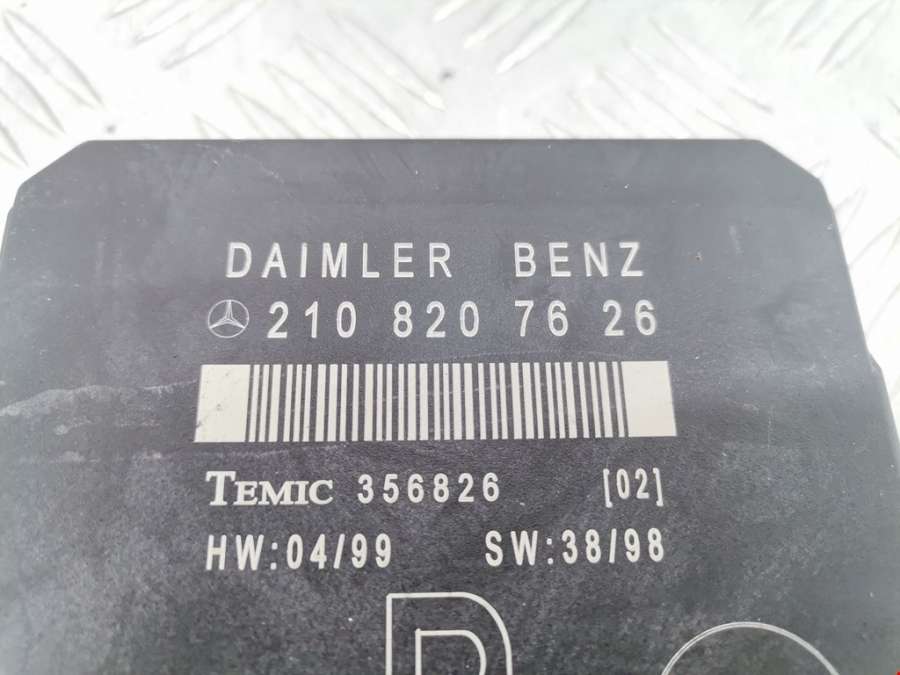 DAIMLER BENZ
210 820 76 26
TEMIC 356826 [02]
HW:04/99 SW:38/98